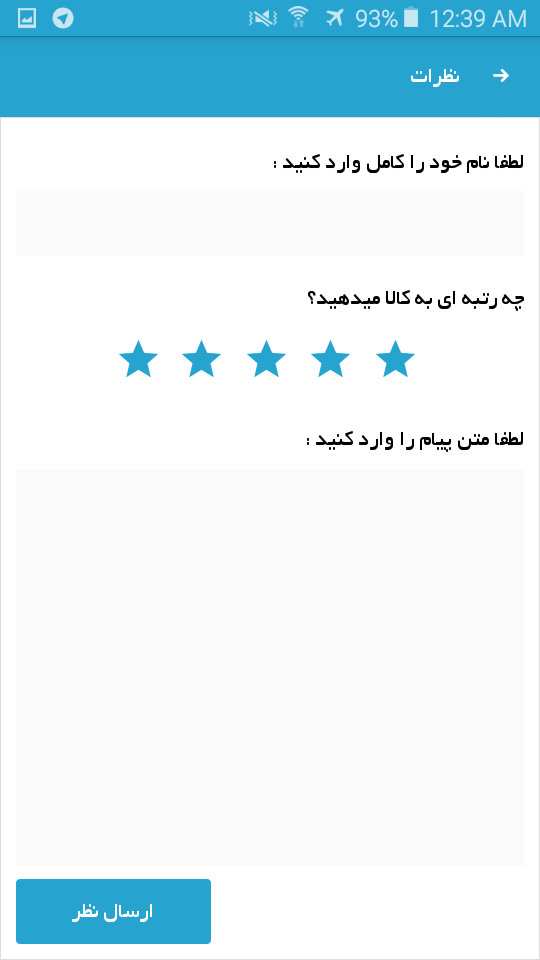 93% 12:39 AM
نظرات
لطفا نام خود را کامل وارد کنید :
چه رتبه ای به کالا میدهید؟
لطفا متن پیام را وارد کنید :
ارسال نظر